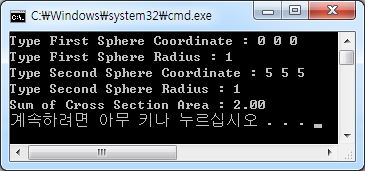 C:₩Windows₩system32₩cmd.exe
Type First Sphere Coordinate : 0 0 0
Type First Sphere Radius : 1
Type Second Sphere Coordinate : 5 5 5
Type Second Sphere Radius : 1
Sum of Cross Section Area : 2.00
계속하려면 아무 키나 누르십시오 . . .